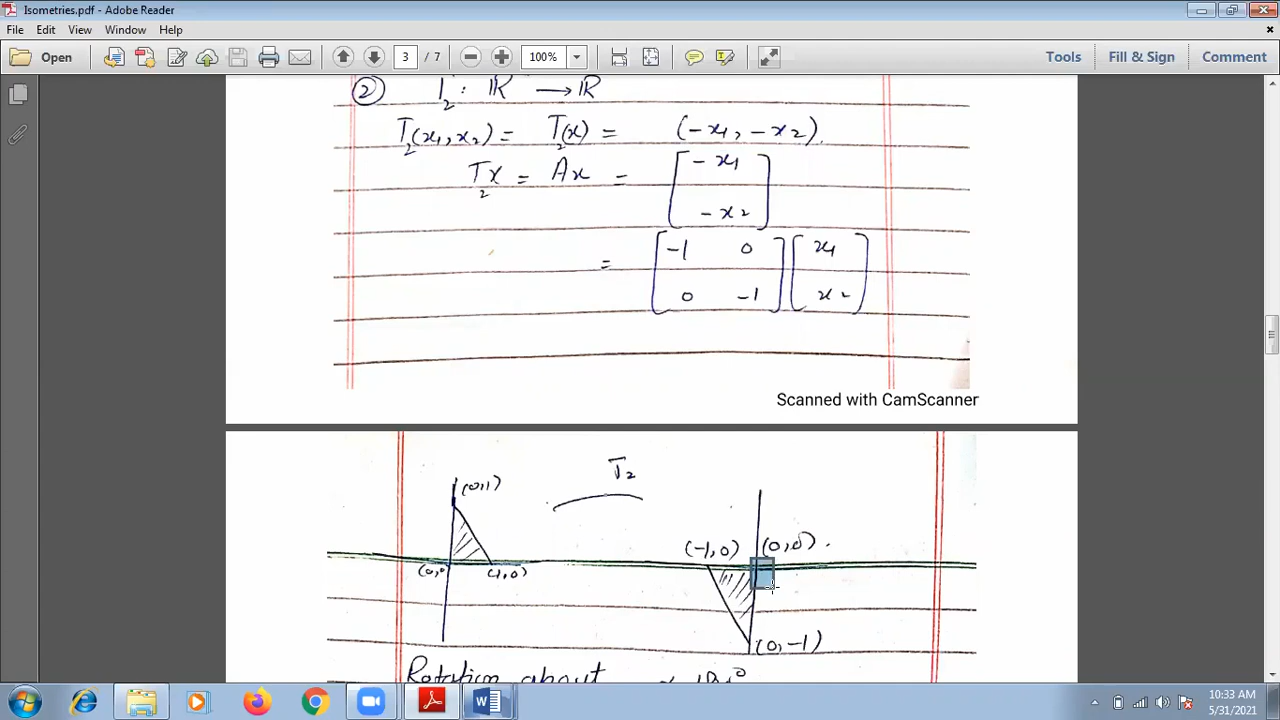 Isometries.pdf - Adobe Reader
File Edit View Window Help
Open 3 / 7 100% Tools Fill & Sign Comment
② T₂ : ℝ ⟶ ℝ
T₂(x₁, x₂) = T₂(x) = (-x₁, -x₂).
T₂x = Ax = [ -x₁
-x₂ ]
= [ -1 0 ] [ x₁ ]
[ 0 -1 ] [ x₂ ]
Scanned with CamScanner
T₂
(0,1)
(-1,0) (0,0).
(0,0) (1,0)
(0,-1)
Rotation about
10:33 AM
5/31/2021